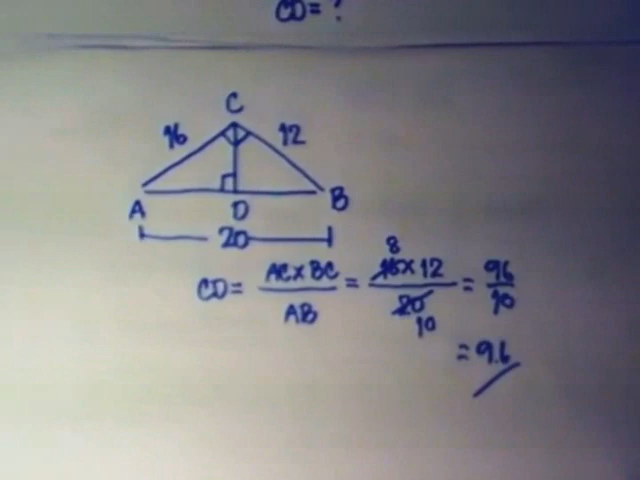 CD = ?
C
16 12
A D B
20
CD = AC × BC / AB = 16 8 × 12 / 20 10 = 96 / 10
= 9.6